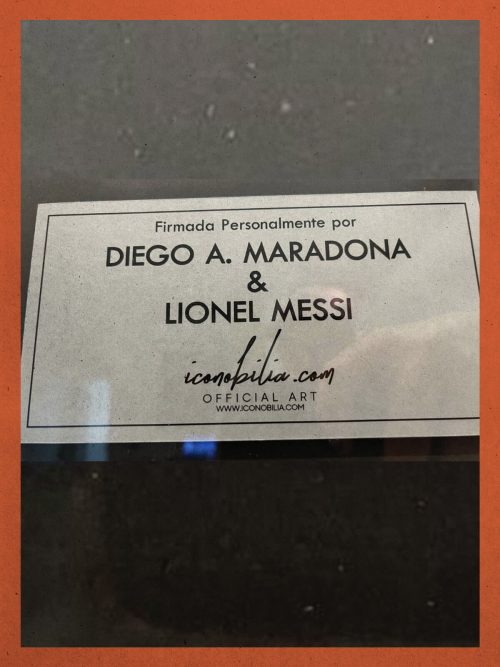 Firmada Personalmente por
DIEGO A. MARADONA
&
LIONEL MESSI
iconobilia.com
OFFICIAL ART
WWW.ICONOBILIA.COM